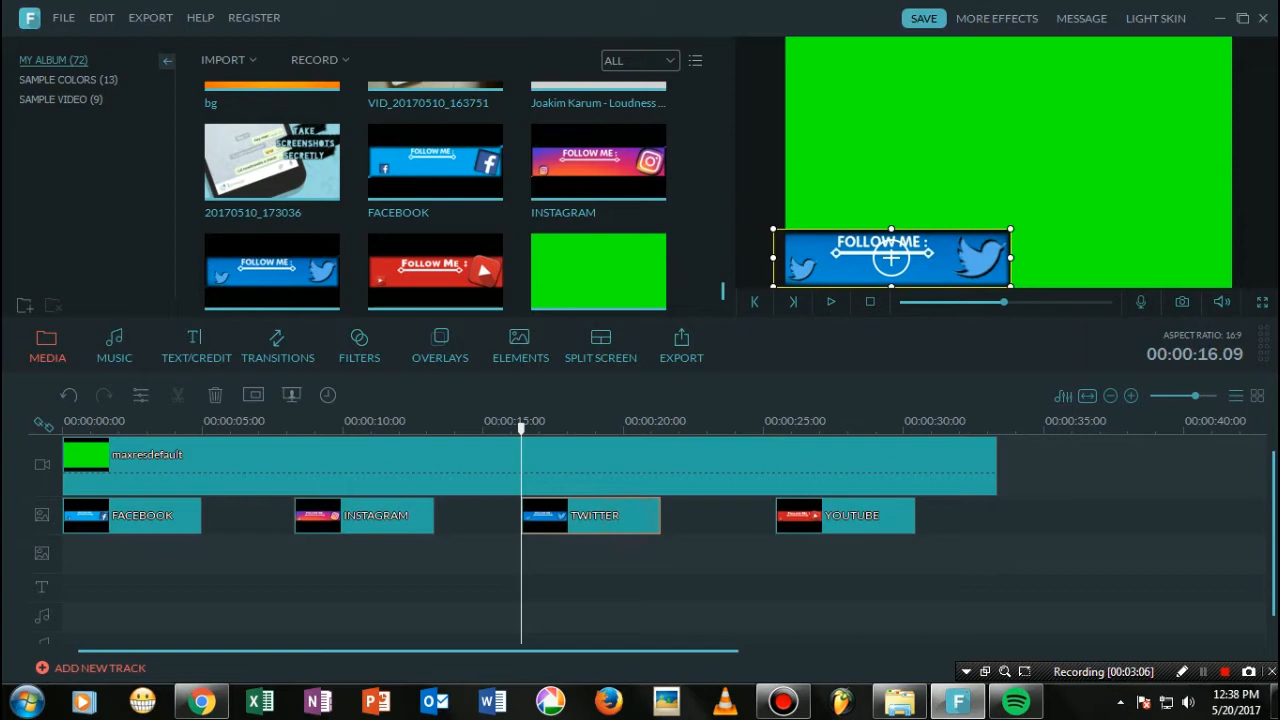 FILE EDIT EXPORT HELP REGISTER
SAVE MORE EFFECTS MESSAGE LIGHT SKIN
MY ALBUM (72)
SAMPLE COLORS (13)
SAMPLE VIDEO (9)
IMPORT RECORD ALL
bg VID_20170510_163751 Joakim Karum - Loudness ...
FAKE
SCREENSHOTS
SECRETLY
FOLLOW ME :
FOLLOW ME :
20170510_173036 FACEBOOK INSTAGRAM
FOLLOW ME :
FOLLOW ME :
FOLLOW ME :
ASPECT RATIO: 16:9
00:00:16.09
MEDIA MUSIC TEXT/CREDIT TRANSITIONS FILTERS OVERLAYS ELEMENTS SPLIT SCREEN EXPORT
00:00:00:00 00:00:05:00 00:00:10:00 00:00:15:00 00:00:20:00 00:00:25:00 00:00:30:00 00:00:35:00 00:00:40:00
maxresdefault
FACEBOOK INSTAGRAM TWITTER YOUTUBE
ADD NEW TRACK
Recording [00:03:06]
12:38 PM
5/20/2017